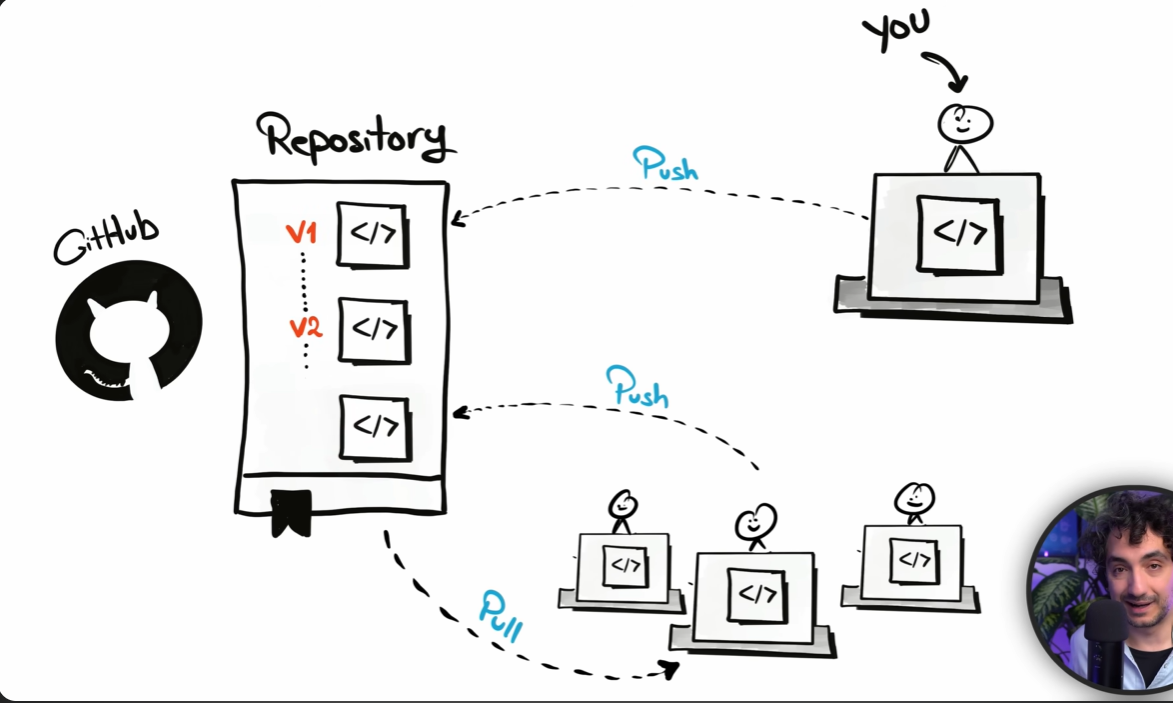 YOU
Repository
GitHub
Push
V1 </>
</>
V2 </>
Push
</>
</>
</>
</>
Pull
</>